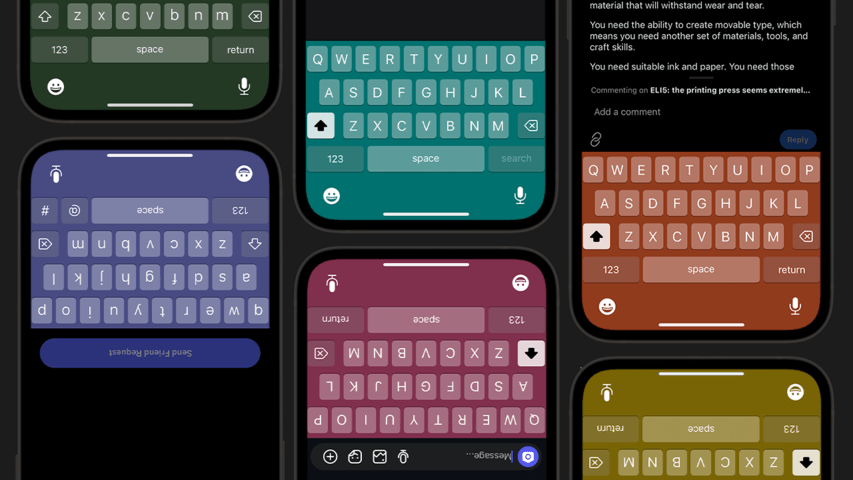 z x c v b n m
123 space return
q w e r t y u i o p
a s d f g h j k l
z x c v b n m
123 space @ #
Send Friend Request
Q W E R T Y U I O P
A S D F G H J K L
Z X C V B N M
123 space search
Message...
Q W E R T Y U I O P
A S D F G H J K L
Z X C V B N M
123 space return
material that will withstand wear and tear.
You need the ability to create movable type, which
means you need another set of materials, tools, and
craft skills.
You need suitable ink and paper. You need those
Commenting on ELI5: the printing press seems extremel...
Add a comment
Reply
Q W E R T Y U I O P
A S D F G H J K L
Z X C V B N M
123 space return
Z X C V B N M
123 space return